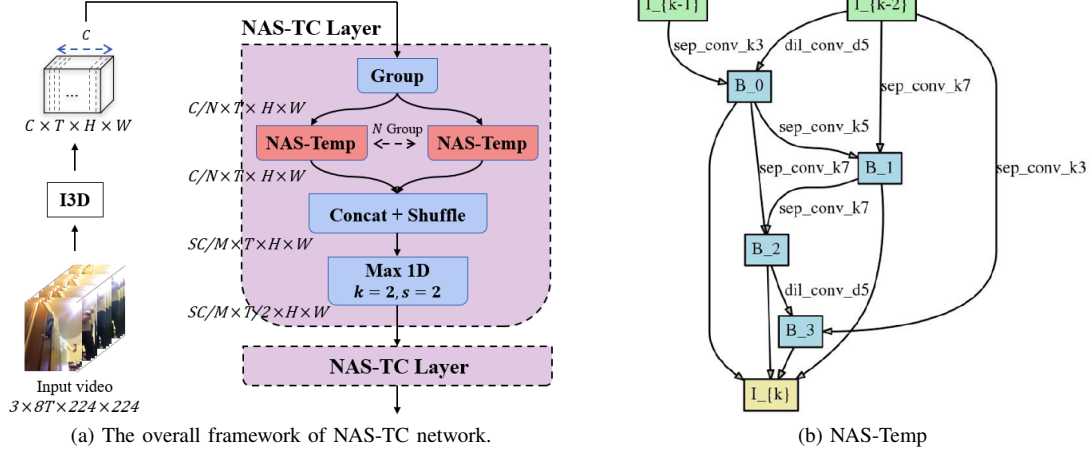 C
...
C × T × H × W
I3D
Input video
3×8T×224×224
NAS-TC Layer
Group
C/N×T×H×W
N Group
NAS-Temp
NAS-Temp
C/N×T×H×W
Concat + Shuffle
SC/M×T×H×W
Max 1D
k = 2, s = 2
SC/M×T/2×H×W
NAS-TC Layer
(a) The overall framework of NAS-TC network.
I_{k-1}
I_{k-2}
sep_conv_k3
dil_conv_d5
B_0
sep_conv_k7
sep_conv_k5
sep_conv_k7
B_1
sep_conv_k3
sep_conv_k7
B_2
dil_conv_d5
B_3
I_{k}
(b) NAS-Temp